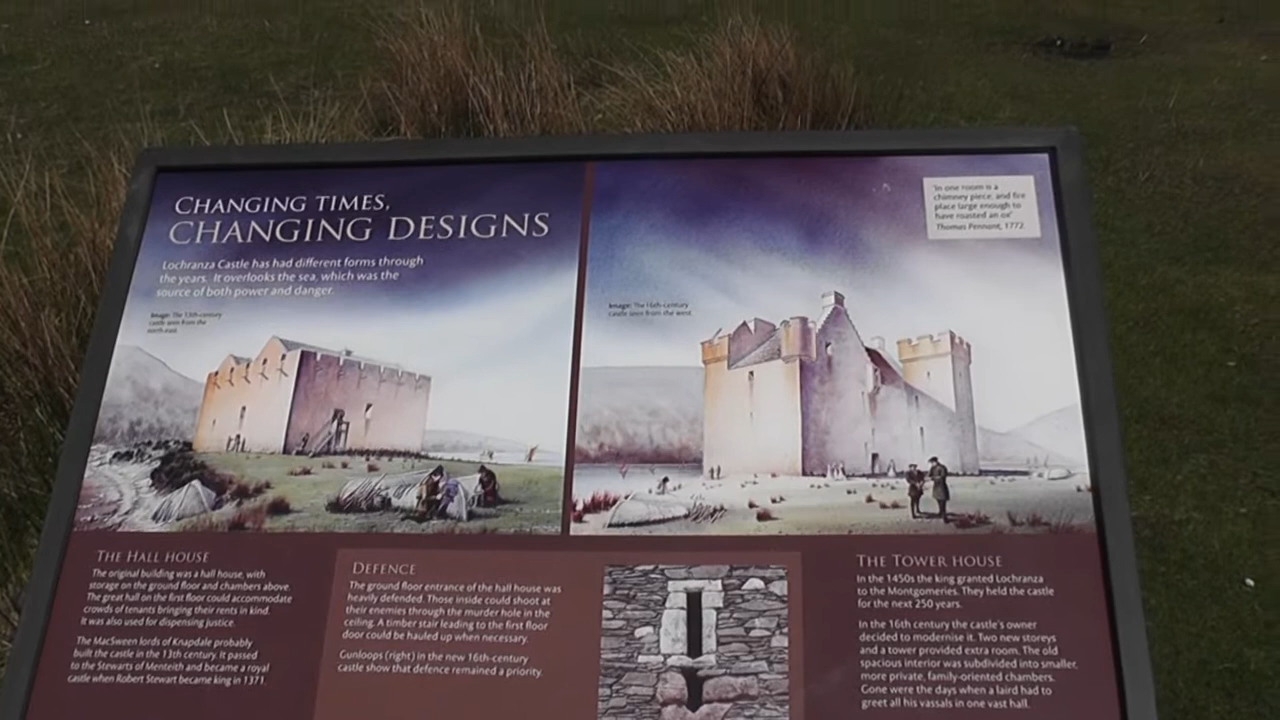 CHANGING TIMES,
CHANGING DESIGNS
Lochranza Castle has had different forms through
the years. It overlooks the sea, which was the
source of both power and danger.
Image: The 13th-century
castle seen from the
north-east.
Image: The 16th-century
castle seen from the west.
'In one room is a
chimney piece, and fire
place large enough to
have roasted an ox'
Thomas Pennant, 1772
THE HALL HOUSE
The original building was a hall house, with
storage on the ground floor and chambers above.
The great hall on the first floor could accommodate
crowds of tenants bringing their rents in kind.
It was also used for dispensing justice.
The MacSween lords of Knapdale probably
built the castle in the 13th century. It passed
to the Stewarts of Menteith and became a royal
castle when Robert Stewart became king in 1371.
DEFENCE
The ground floor entrance of the hall house was
heavily defended. Those inside could shoot at
their enemies through the murder hole in the
ceiling. A timber stair leading to the first floor
door could be hauled up when necessary.
Gunloops (right) in the new 16th-century
castle show that defence remained a priority.
THE TOWER HOUSE
In the 1450s the king granted Lochranza
to the Montgomeries. They held the castle
for the next 250 years.
In the 16th century the castle's owner
decided to modernise it. Two new storeys
and a tower provided extra room. The old
spacious interior was subdivided into smaller,
more private, family-oriented chambers.
Gone were the days when a laird had to
greet all his vassals in one vast hall.